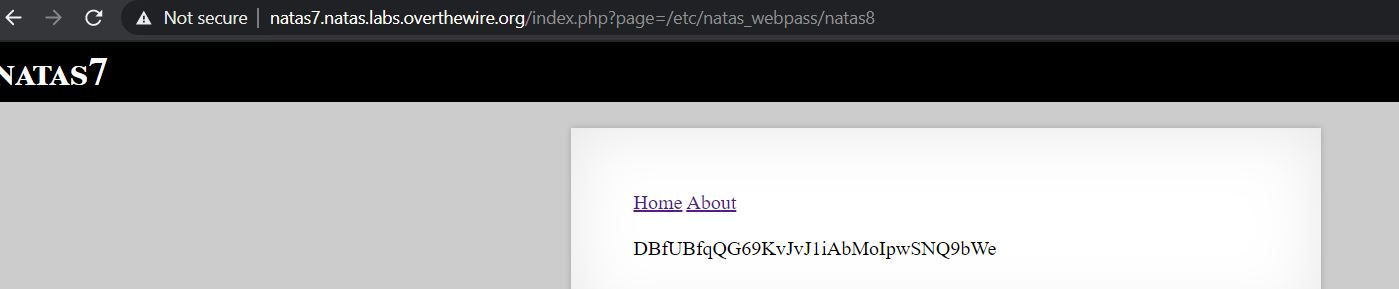 Not secure | natas7.natas.labs.overthewire.org/index.php?page=/etc/natas_webpass/natas8
NATAS7
Home About
DBfUBfqQG69KvJvJ1iAbMoIpwSNQ9bWe